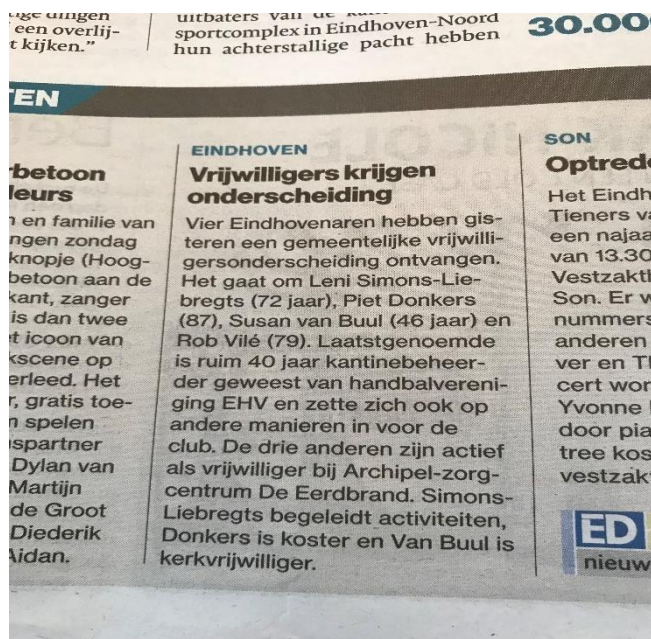 een overlij-
t kijken.”
uitbaters van de
sportcomplex in Eindhoven-Noord
hun achterstallige pacht hebben
30.00
TEN
rbetoon
leurs
n en familie van
ngen zondag
knopje (Hoog-
betoon aan de
kant, zanger
is dan twee
t icoon van
kscene op
erleed. Het
r, gratis toe-
n spelen
spartner
Dylan van
Martijn
de Groot
Diederik
Aidan.
EINDHOVEN
Vrijwilligers krijgen
onderscheiding
Vier Eindhovenaren hebben gis-
teren een gemeentelijke vrijwilli-
gersonderscheiding ontvangen.
Het gaat om Leni Simons-Lie-
bregts (72 jaar), Piet Donkers
(87), Susan van Buul (46 jaar) en
Rob Vilé (79). Laatstgenoemde
is ruim 40 jaar kantinebeheer-
der geweest van handbalvereni-
ging EHV en zette zich ook op
andere manieren in voor de
club. De drie anderen zijn actief
als vrijwilliger bij Archipel-zorg-
centrum De Eerdbrand. Simons-
Liebregts begeleidt activiteiten,
Donkers is koster en Van Buul is
kerkvrijwilliger.
SON
Optrede
Het Eindh
Tieners va
een najaa
van 13.30
Vestzakth
Son. Er w
nummers
anderen
ver en Th
cert wor
Yvonne
door pia
tree kos
vestzakt
ED
nieuw